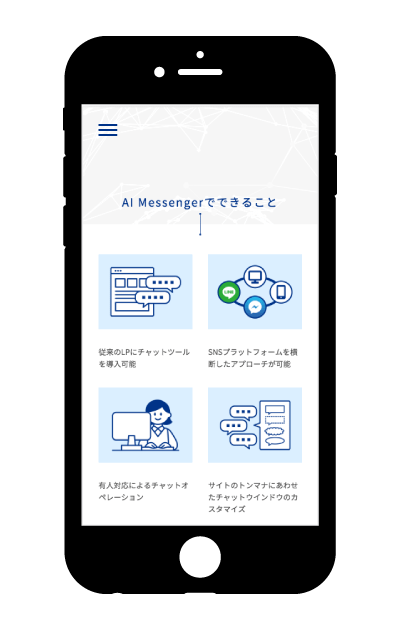 AI Messengerでできること
LINE
従来のLPにチャットツール
を導入可能
SNSプラットフォームを横
断したアプローチが可能
有人対応によるチャットオ
ペレーション
サイトのトンマナにあわせ
たチャットウインドウのカ
スタマイズ